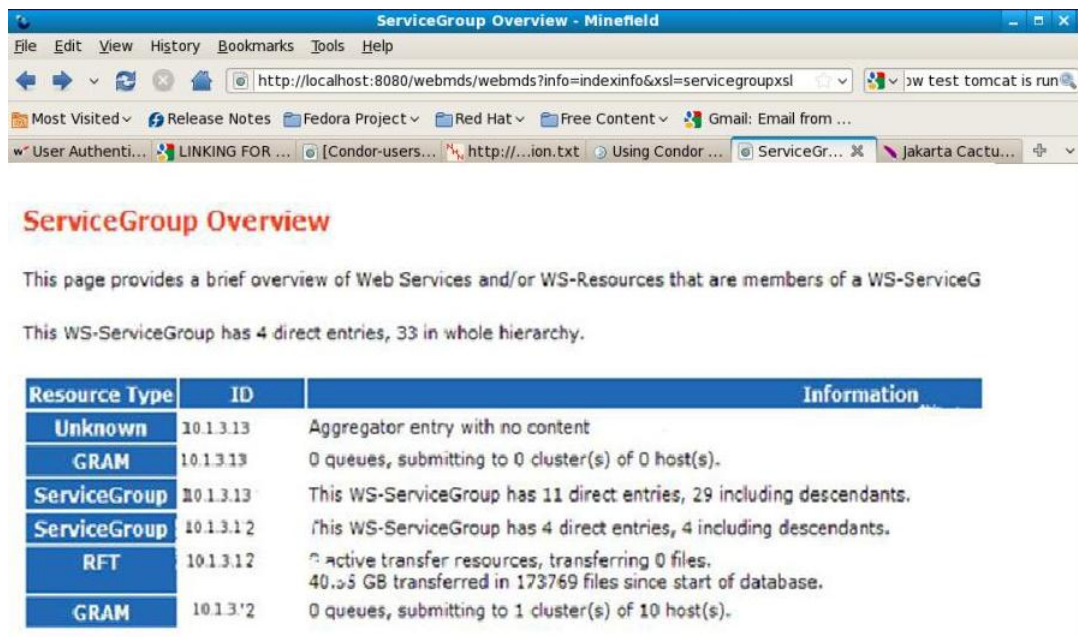 ServiceGroup Overview - Minefield
File Edit View History Bookmarks Tools Help
http://localhost:8080/webmds/webmds?info=indexinfo&xsl=servicegroupxsl ow test tomcat is run
Most Visited Release Notes Fedora Project Red Hat Free Content Gmail: Email from ...
User Authenti... LINKING FOR ... [Condor-users... http://...ion.txt Using Condor ... ServiceGr... Jakarta Cactu...
ServiceGroup Overview
This page provides a brief overview of Web Services and/or WS-Resources that are members of a WS-ServiceG
This WS-ServiceGroup has 4 direct entries, 33 in whole hierarchy.
Resource Type ID Information
Unknown 10.1.3.13 Aggregator entry with no content
GRAM 10.1.3.13 0 queues, submitting to 0 cluster(s) of 0 host(s).
ServiceGroup 10.1.3.13 This WS-ServiceGroup has 11 direct entries, 29 including descendants.
ServiceGroup 10.1.3.12 This WS-ServiceGroup has 4 direct entries, 4 including descendants.
RFT 10.1.3.12 active transfer resources, transferring 0 files.
GB transferred in 173769 files since start of database.
GRAM 0 queues, submitting to 1 cluster(s) of 10 host(s).